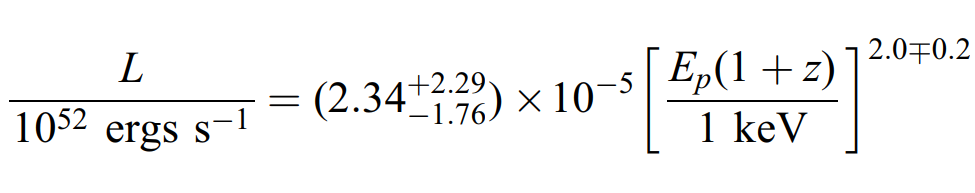 L / 10^52 ergs s^−1 = (2.34^+2.29_−1.76) × 10^−5 [ E_p(1 + z) / 1 keV ]^2.0∓0.2